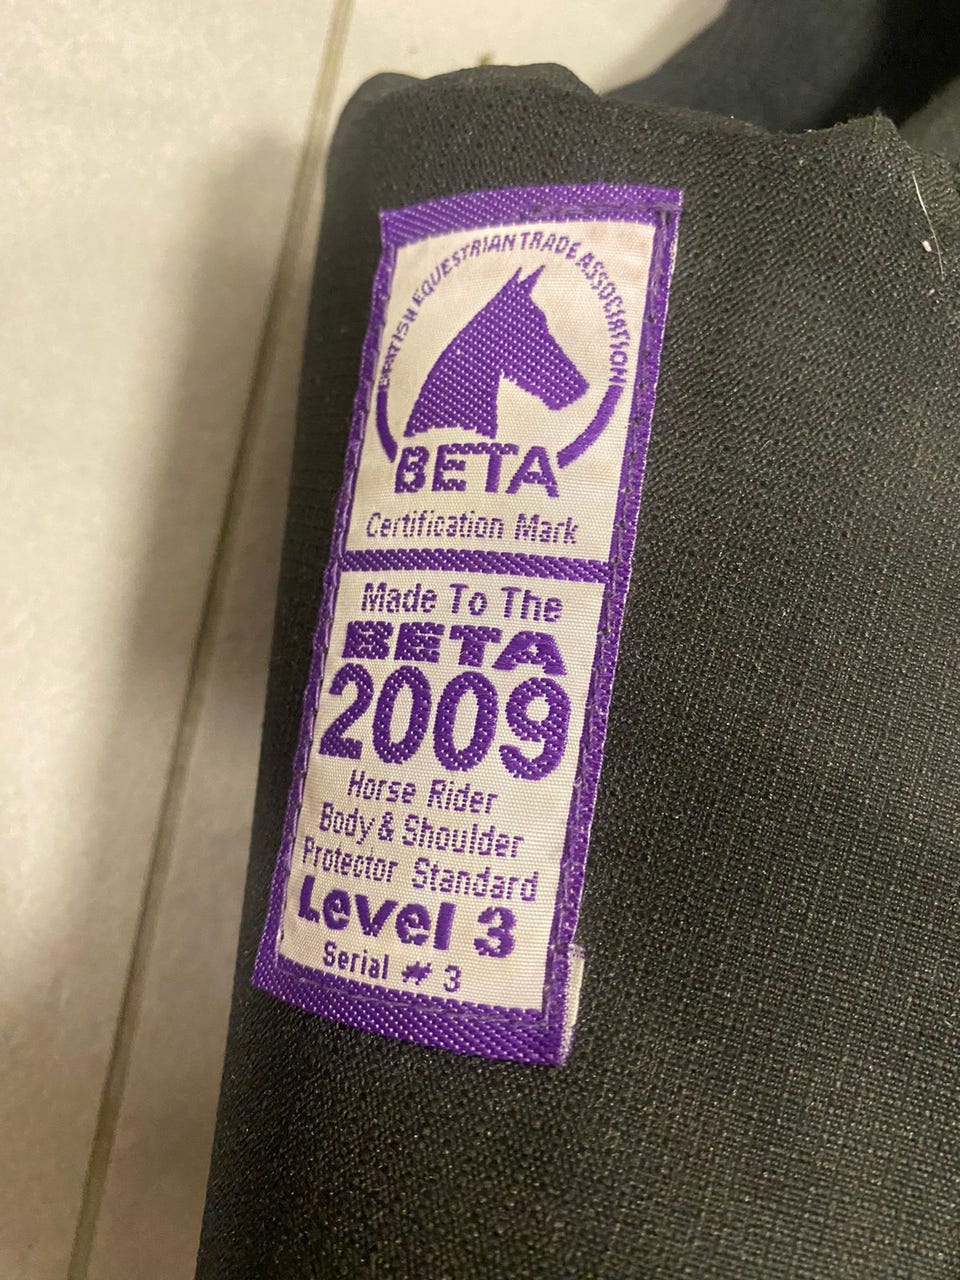 BRITISH EQUESTRIAN TRADE ASSOCIATION
BETA
Certification Mark
Made To The
BETA
2009
Horse Rider
Body & Shoulder
Protector Standard
Level 3
Serial # 3